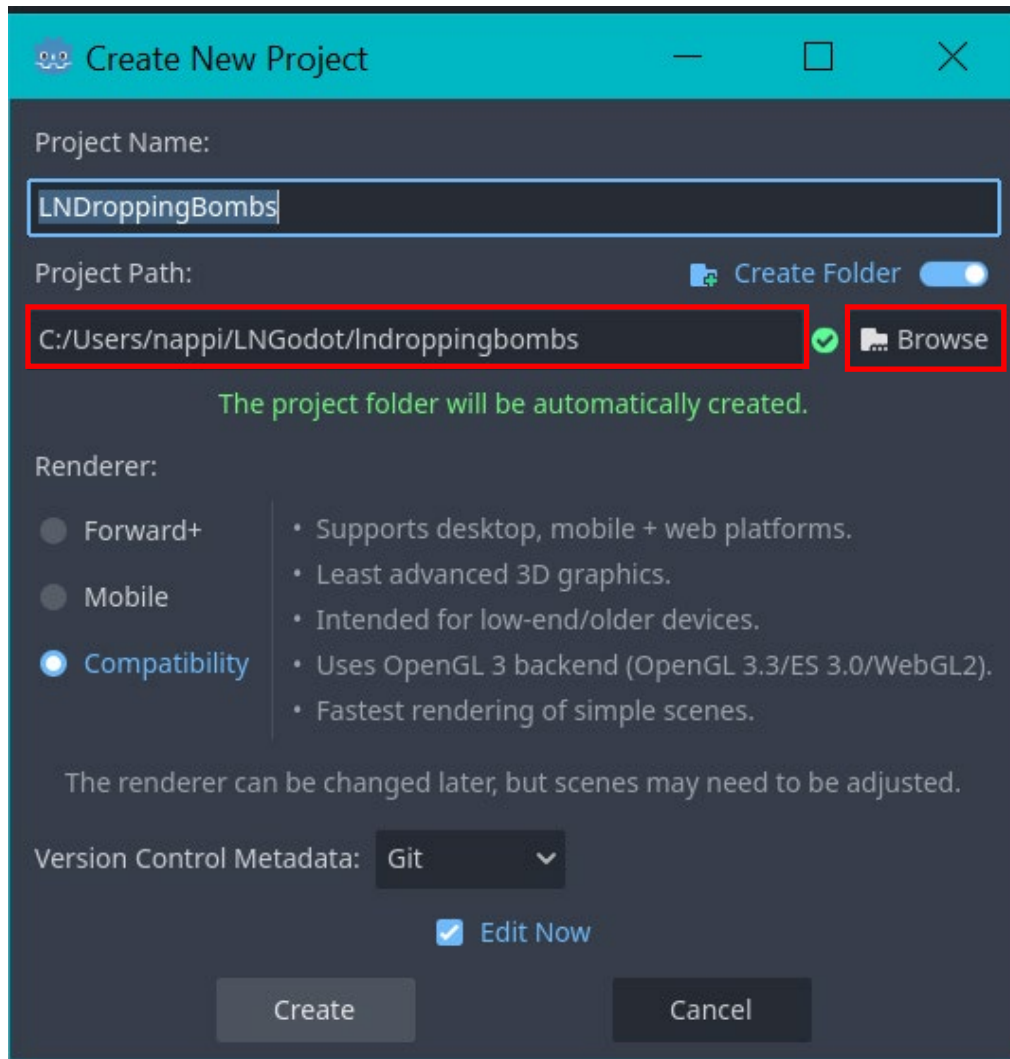 Create New Project
Project Name:
LNDroppingBombs
Project Path:
Create Folder
C:/Users/nappi/LNGodot/lndroppingbombs
Browse
The project folder will be automatically created.
Renderer:
Forward+
Mobile
Compatibility
• Supports desktop, mobile + web platforms.
• Least advanced 3D graphics.
• Intended for low-end/older devices.
• Uses OpenGL 3 backend (OpenGL 3.3/ES 3.0/WebGL2).
• Fastest rendering of simple scenes.
The renderer can be changed later, but scenes may need to be adjusted.
Version Control Metadata: Git
Edit Now
Create
Cancel